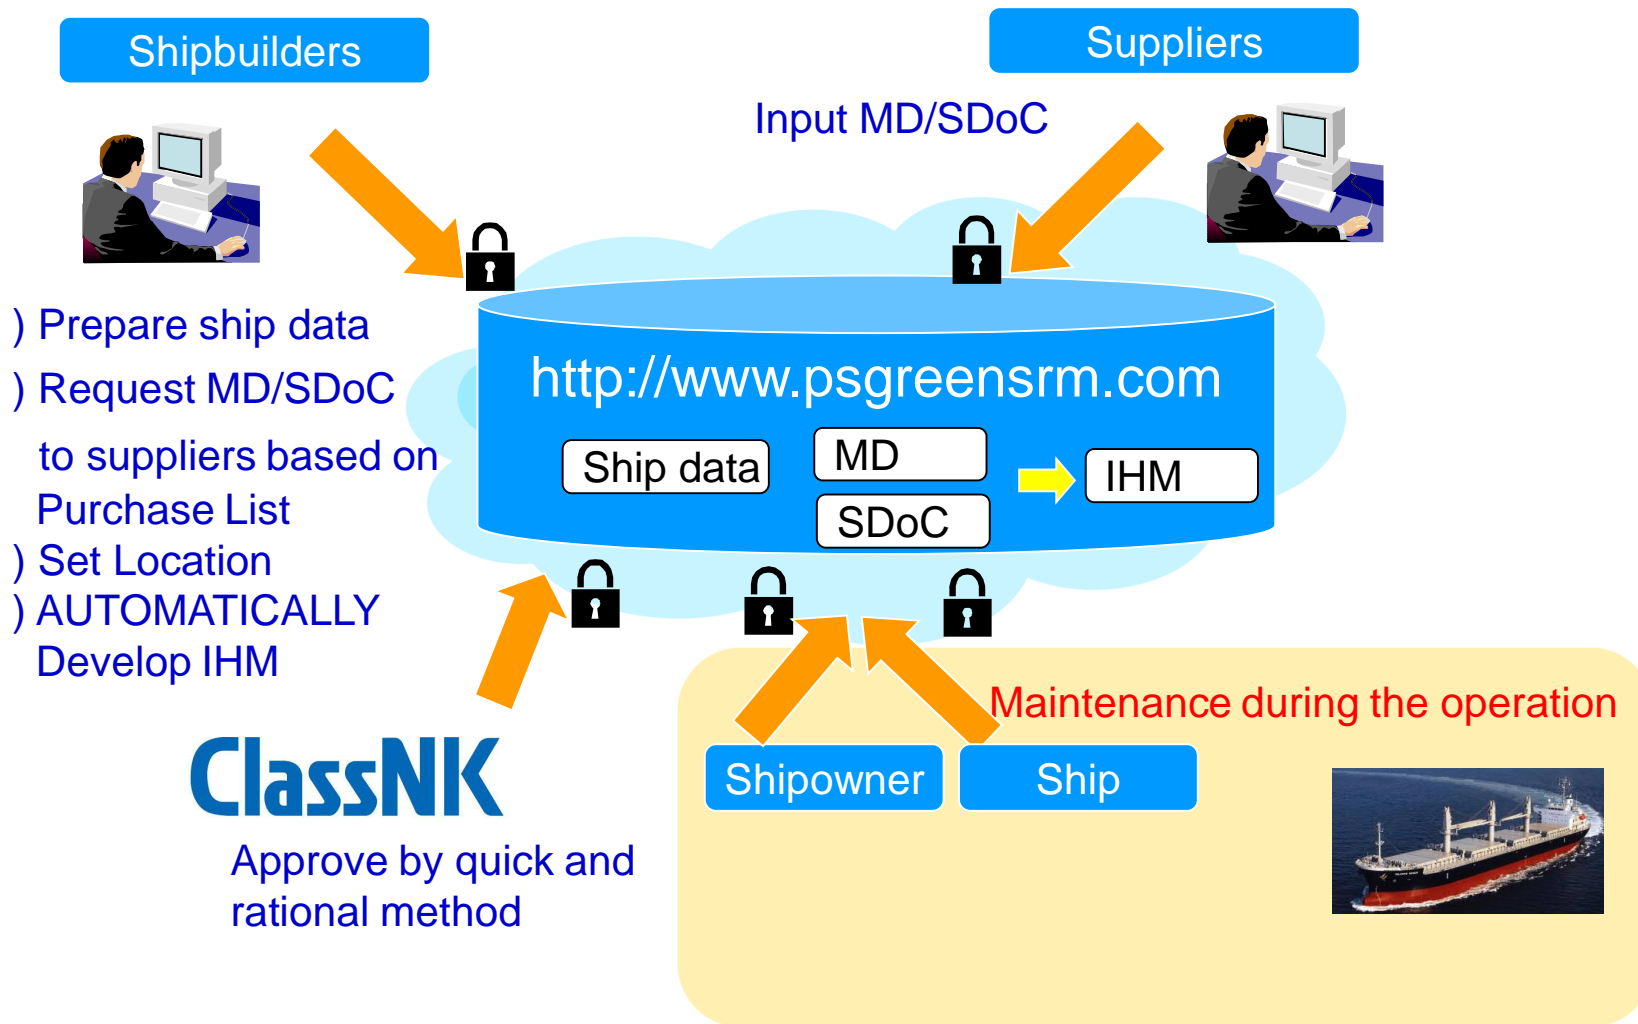 Shipbuilders
Suppliers
Input MD/SDoC
) Prepare ship data
) Request MD/SDoC
to suppliers based on
Purchase List
) Set Location
) AUTOMATICALLY
Develop IHM
http://www.psgreensrm.com
Ship data
MD
SDoC
IHM
ClassNK
Approve by quick and
rational method
Maintenance during the operation
Shipowner
Ship